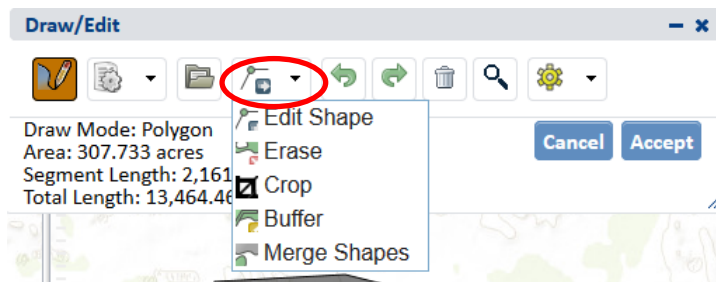 Draw/Edit
Draw Mode: Polygon
Area: 307.733 acres
Segment Length: 2,161
Total Length: 13,464.46
Edit Shape
Erase
Crop
Buffer
Merge Shapes
Cancel
Accept